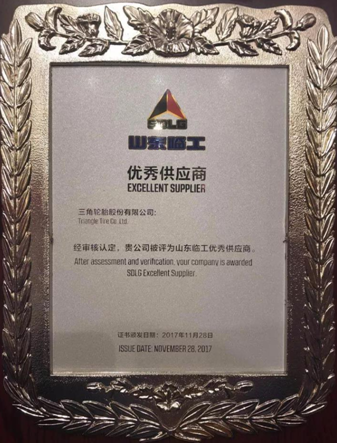 SDLG
山东临工
优秀供应商
EXCELLENT SUPPLIER
三角轮胎股份有限公司:
Triangle Tire Co. Ltd.
经审核认定，贵公司被评为山东临工优秀供应商。
After assessment and verification, your company is awarded
SDLG Excellent Supplier.
证书颁发日期：2017年11月28日
ISSUE DATE: NOVEMBER 28, 2017